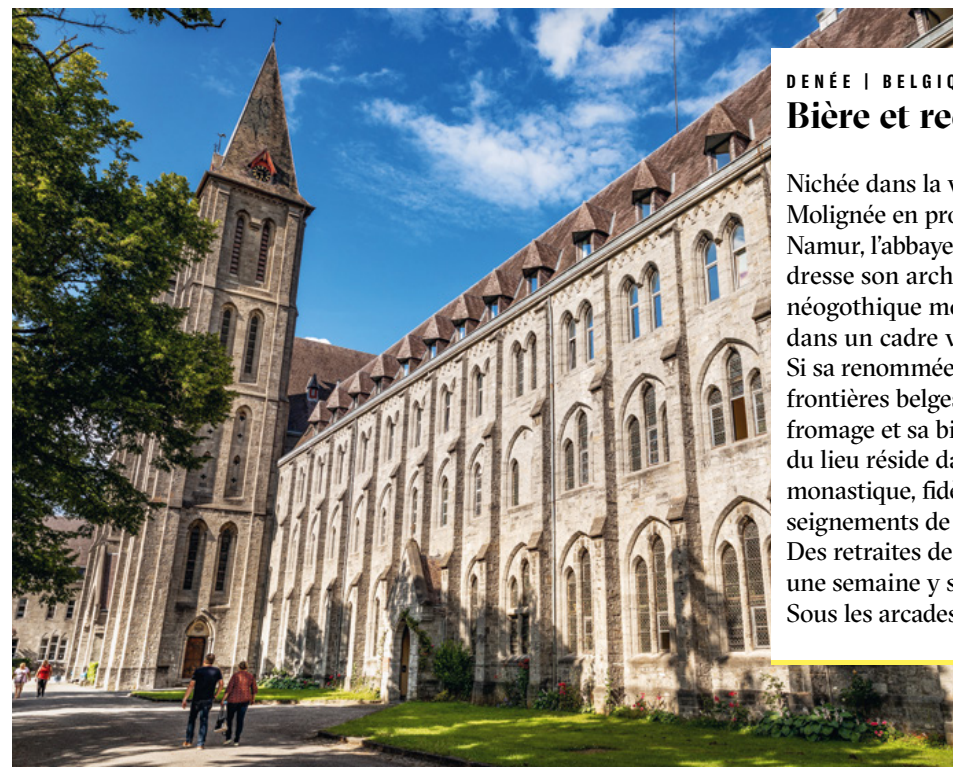 DENÉE | BELGIQ
Bière et re
Nichée dans la v
Molignée en pro
Namur, l'abbaye
dresse son arch
néogothique m
dans un cadre v
Si sa renommée
frontières belges
fromage et sa bi
du lieu réside da
monastique, fidè
seignements de
Des retraites de
une semaine y s
Sous les arcades